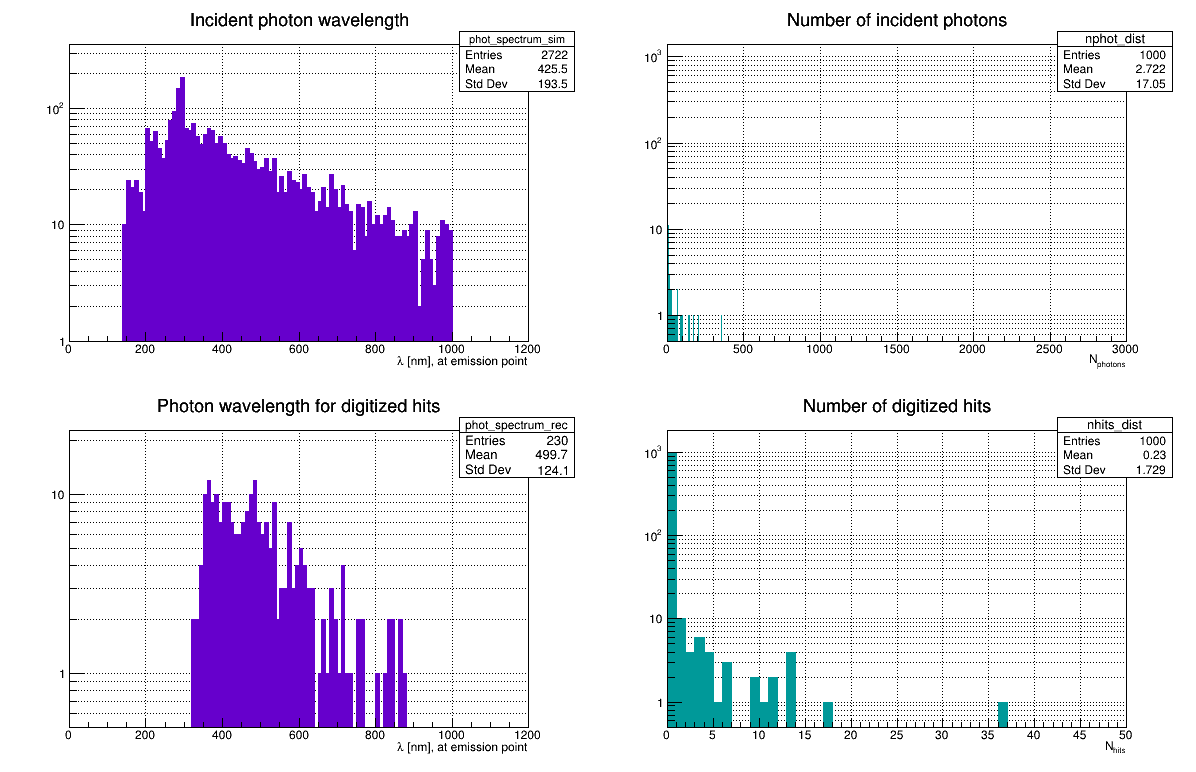 Incident photon wavelength
phot_spectrum_sim
Entries 2722
Mean 425.5
Std Dev 193.5
10²
10
1
0 200 400 600 800 1000 1200
λ [nm], at emission point
Number of incident photons
nphot_dist
Entries 1000
Mean 2.722
Std Dev 17.05
10³
10²
10
1
0 500 1000 1500 2000 2500 3000
N_photons
Photon wavelength for digitized hits
phot_spectrum_rec
Entries 230
Mean 499.7
Std Dev 124.1
10
1
0 200 400 600 800 1000 1200
λ [nm], at emission point
Number of digitized hits
nhits_dist
Entries 1000
Mean 0.23
Std Dev 1.729
10³
10²
10
1
0 5 10 15 20 25 30 35 40 45 50
N_hits